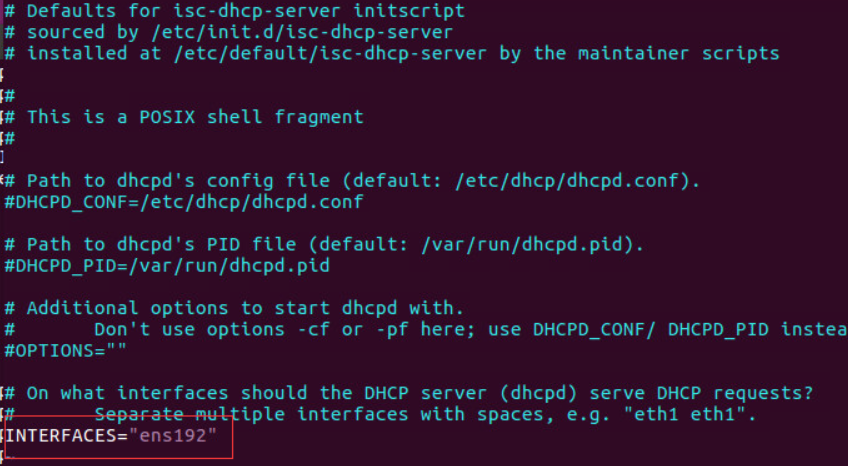 # Defaults for isc-dhcp-server initscript
# sourced by /etc/init.d/isc-dhcp-server
# installed at /etc/default/isc-dhcp-server by the maintainer scripts
#
# This is a POSIX shell fragment
#
# Path to dhcpd's config file (default: /etc/dhcp/dhcpd.conf).
#DHCPD_CONF=/etc/dhcp/dhcpd.conf
# Path to dhcpd's PID file (default: /var/run/dhcpd.pid).
#DHCPD_PID=/var/run/dhcpd.pid
# Additional options to start dhcpd with.
#       Don't use options -cf or -pf here; use DHCPD_CONF/ DHCPD_PID instea
#OPTIONS=""
# On what interfaces should the DHCP server (dhcpd) serve DHCP requests?
#       Separate multiple interfaces with spaces, e.g. "eth1 eth1".
INTERFACES="ens192"